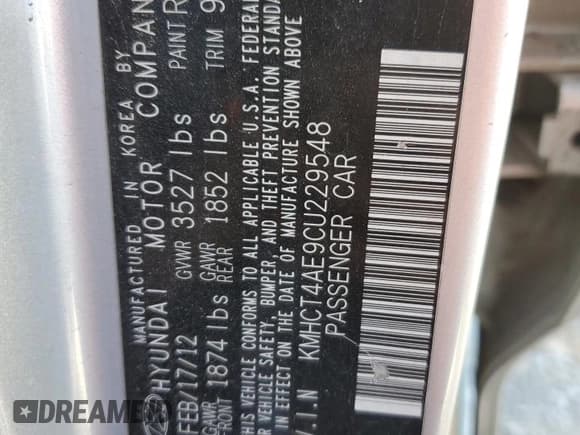 MANUFACTURED IN KOREA BY
HYUNDAI MOTOR COMPAN
FEB/17/12 GVWR 3527 lbs PAINT R
GAWR FRONT 1874 lbs GAWR REAR 1852 lbs TRIM 9
THIS VEHICLE CONFORMS TO ALL APPLICABLE U.S.A. FEDERAL
VEHICLE SAFETY, BUMPER, AND THEFT PREVENTION STANDA
IN EFFECT ON THE DATE OF MANUFACTURE SHOWN ABOVE
V.I.N KMHCT4AE9CU229548
PASSENGER CAR
DREAM